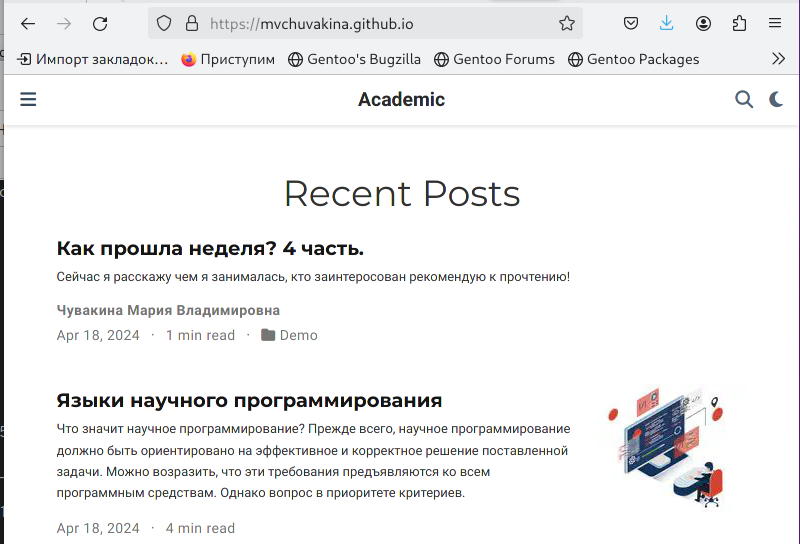 https://mvchuvakina.github.io
Импорт закладок… Приступим Gentoo's Bugzilla Gentoo Forums Gentoo Packages
Academic
Recent Posts
Как прошла неделя? 4 часть.
Сейчас я расскажу чем я занималась, кто заинтеросован рекомендую к прочтению!
Чувакина Мария Владимировна
Apr 18, 2024 · 1 min read · Demo
Языки научного программирования
Что значит научное программирование? Прежде всего, научное программирование
должно быть ориентировано на эффективное и корректное решение поставленной
задачи. Можно возразить, что эти требования предъявляются ко всем
программным средствам. Однако вопрос в приоритете критериев.
Apr 18, 2024 · 4 min read